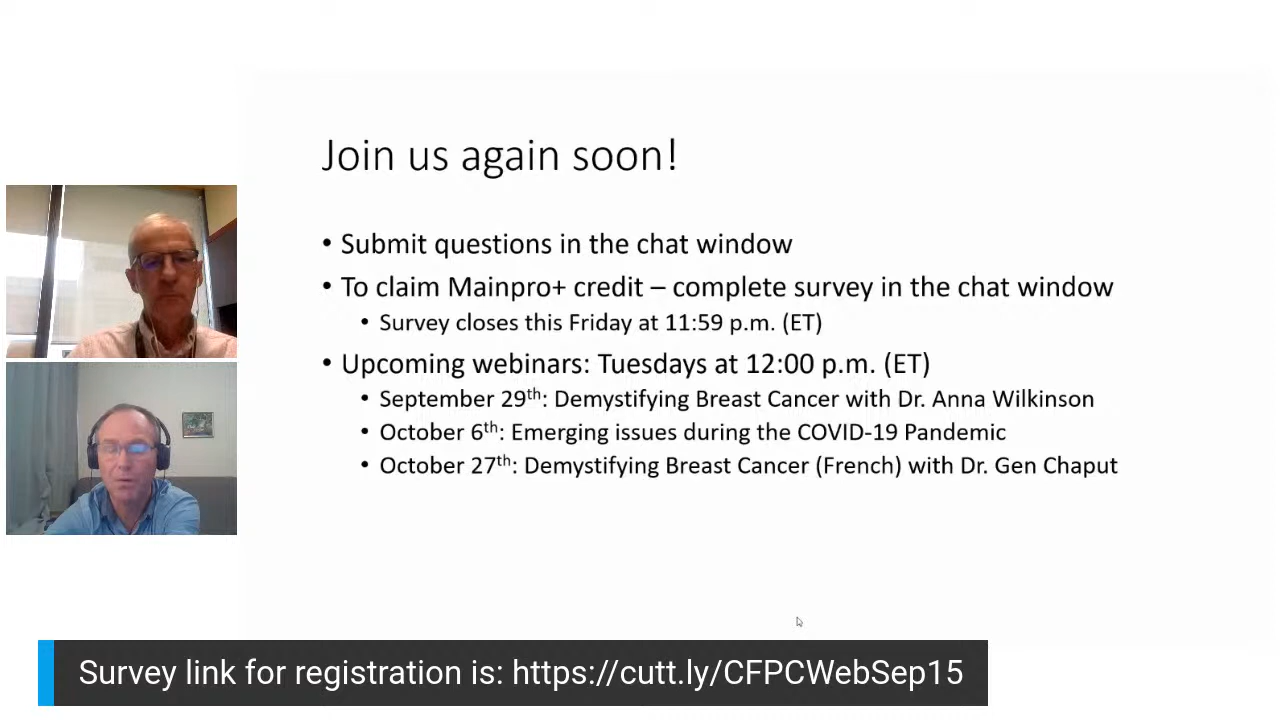 Join us again soon!
• Submit questions in the chat window
• To claim Mainpro+ credit – complete survey in the chat window
• Survey closes this Friday at 11:59 p.m. (ET)
• Upcoming webinars: Tuesdays at 12:00 p.m. (ET)
• September 29th: Demystifying Breast Cancer with Dr. Anna Wilkinson
• October 6th: Emerging issues during the COVID-19 Pandemic
• October 27th: Demystifying Breast Cancer (French) with Dr. Gen Chaput
Survey link for registration is: https://cutt.ly/CFPCWebSep15